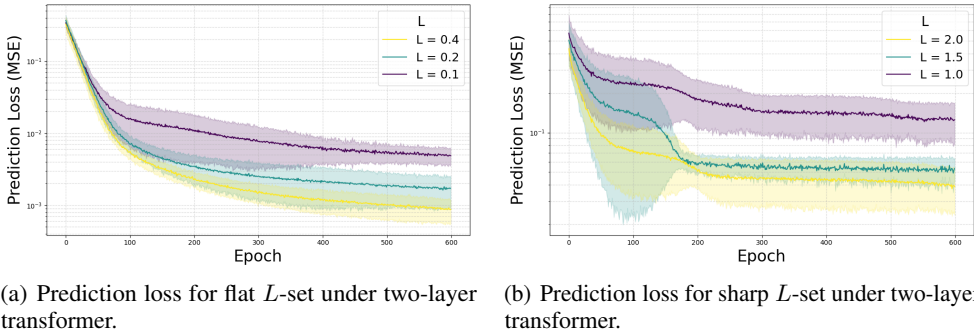 Prediction Loss (MSE)
10⁻¹
10⁻²
10⁻³
0 100 200 300 400 500 600
Epoch
L
L = 0.4
L = 0.2
L = 0.1
Prediction Loss (MSE)
10⁻¹
0 100 200 300 400 500 600
Epoch
L
L = 2.0
L = 1.5
L = 1.0
(a) Prediction loss for flat L-set under two-layer
transformer.
(b) Prediction loss for sharp L-set under two-layer
transformer.